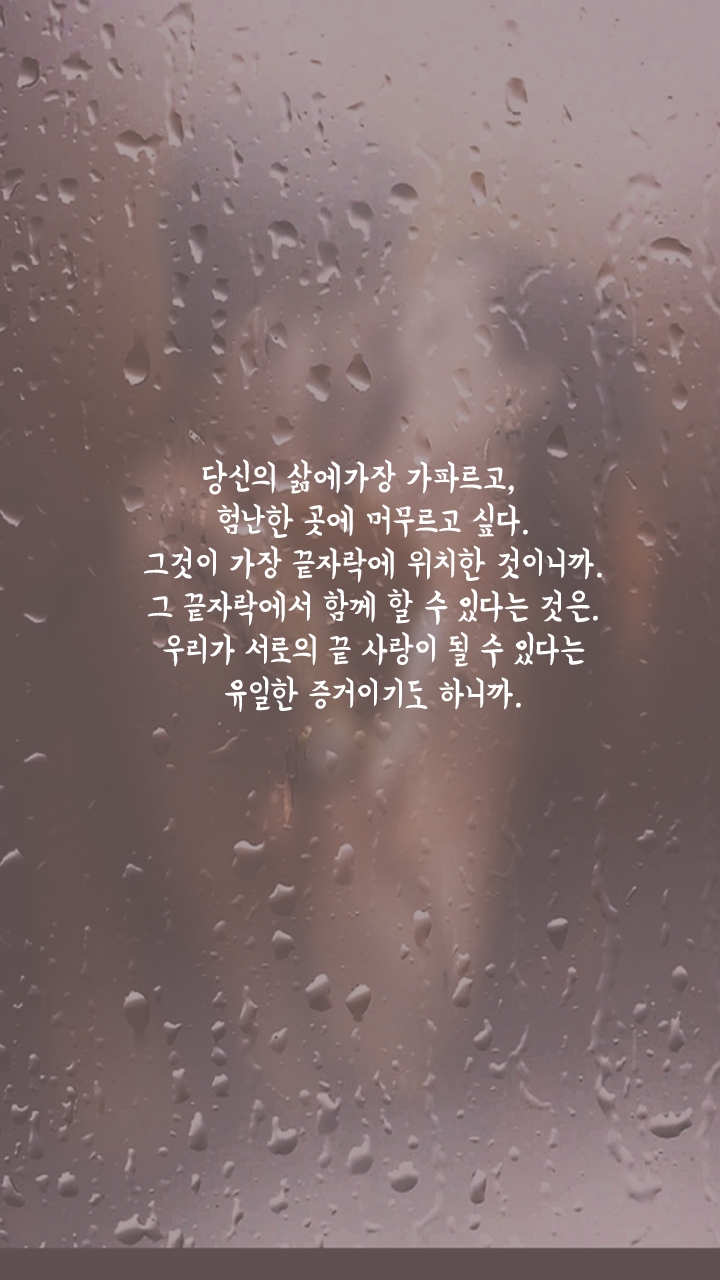 당신의 삶에가장 가파르고,
험난한 곳에 머무르고 싶다.
그것이 가장 끝자락에 위치한 것이니까.
그 끝자락에서 함께 할 수 있다는 것은.
우리가 서로의 끝 사랑이 될 수 있다는
유일한 증거이기도 하니까.